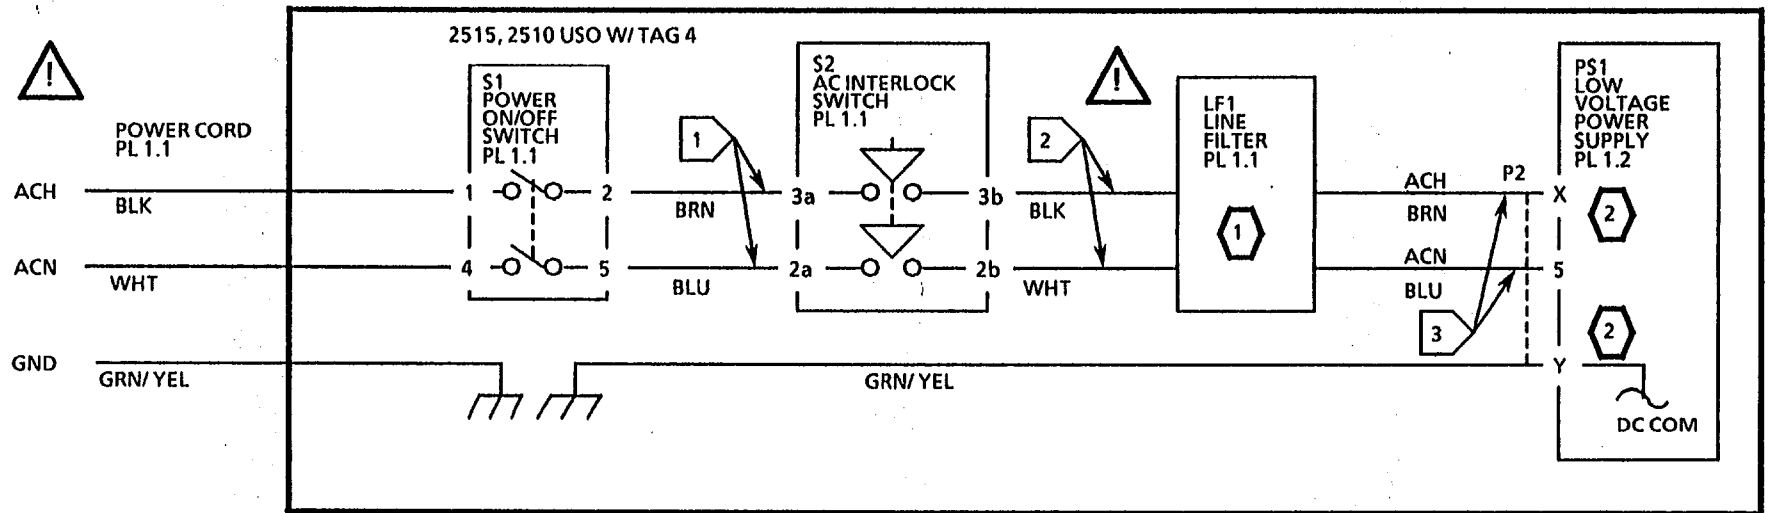 2515, 2510 USO W/ TAG 4
!
POWER CORD
PL 1.1
S1
POWER
ON/OFF
SWITCH
PL 1.1
1
S2
AC INTERLOCK
SWITCH
PL 1.1
!
2
LF1
LINE
FILTER
PL 1.1
1
PS1
LOW
VOLTAGE
POWER
SUPPLY
PL 1.2
ACH
BLK
1
2
BRN
3a
3b
BLK
ACH
BRN
P2
X
2
ACN
WHT
4
5
BLU
2a
2b
WHT
ACN
BLU
5
3
2
GND
GRN/ YEL
GRN/ YEL
Y
DC COM